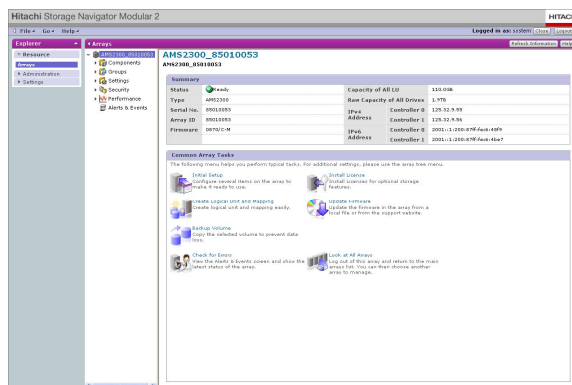 Hitachi Storage Navigator Modular 2
HITACHI
File Go Help
Logged in as: system Close Logout
Explorer
Arrays
Refresh Information Help
Resource
Arrays
Administration
Settings
AMS2300_85010053
Components
Groups
Settings
Security
Performance
Alerts & Events
AMS2300_85010053
AMS2300_85010053
Summary
Status Ready Capacity of All LU 110.0GB
Type AMS2300 Raw Capacity of All Drives 1.9TB
Serial No. 85010053 IPv4 Address Controller 0 125.32.9.55
Array ID 85010053 Controller 1 125.32.9.56
Firmware 0870/C-M IPv6 Address Controller 0
Controller 1
Common Array Tasks
The following menu helps you perform typical tasks. For additional settings, please use the array tree menu.
Initial Setup
Configure several items on the array to make it ready to use.
Install License
Install Licenses for optional storage features.
Create Logical Unit and Mapping
Create logical unit and mapping easily.
Update Firmware
Update the firmware in the array from a local file or from the support website.
Backup Volume
Copy the selected volume to prevent data loss.
Check for Errors
View the Alerts & Events screen and show the latest status of the array.
Look at All Arrays
Log out of this array and return to the main arrays list. You can then choose another array to manage.